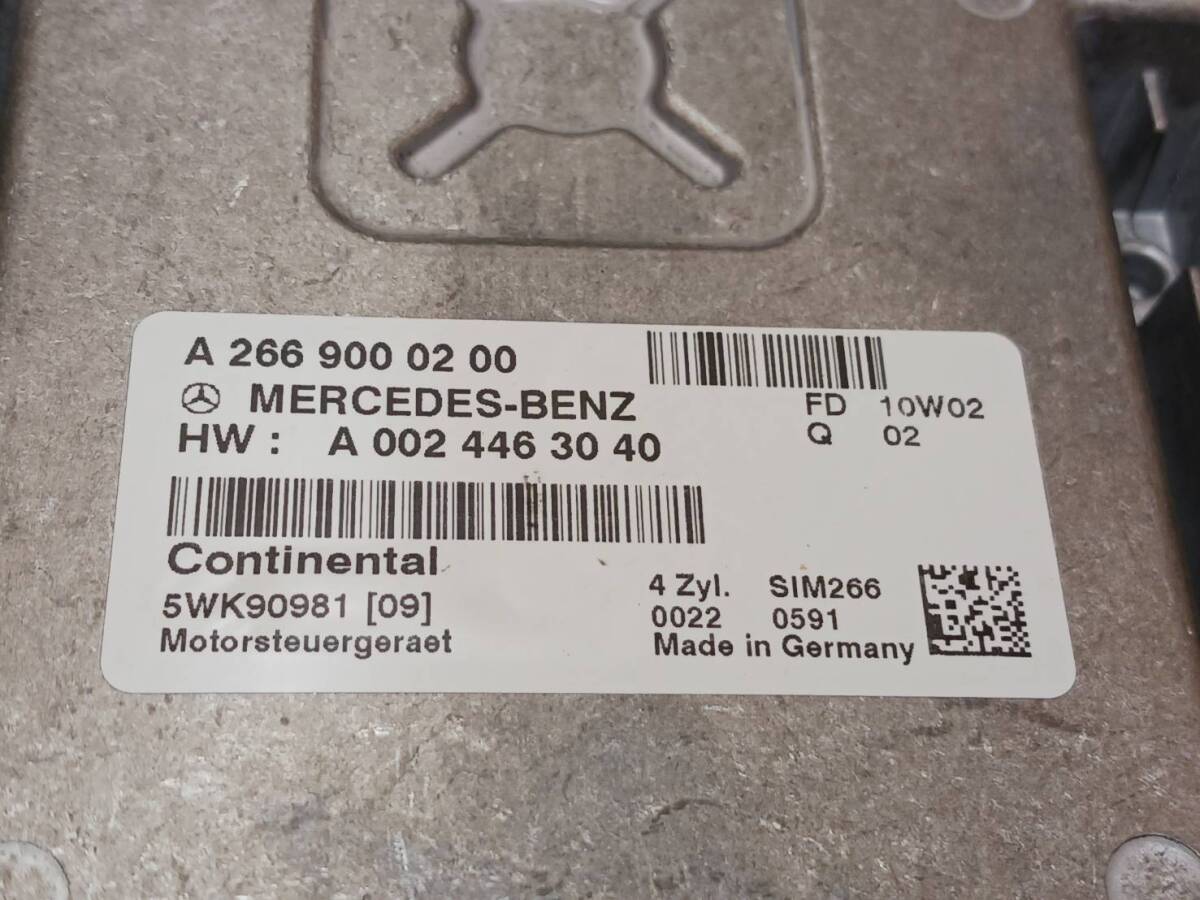 A 266 900 02 00
MERCEDES-BENZ
HW : A 002 446 30 40
FD 10W02
Q 02
Continental
5WK90981 [09]
Motorsteuergeraet
4 Zyl. SIM266
0022 0591
Made in Germany